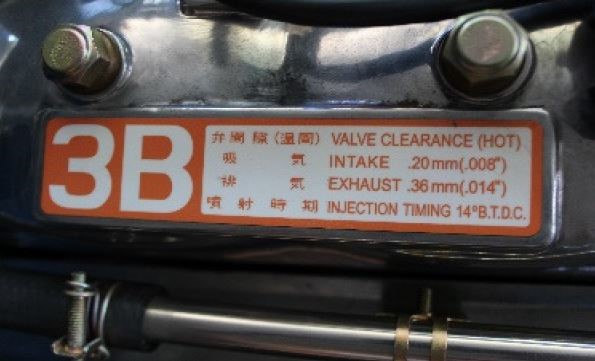 3B
弁間隙(温間) VALVE CLEARANCE (HOT)
吸 気 INTAKE .20mm(.008")
排 気 EXHAUST .36mm(.014")
噴射時期 INJECTION TIMING 14°B.T.D.C.